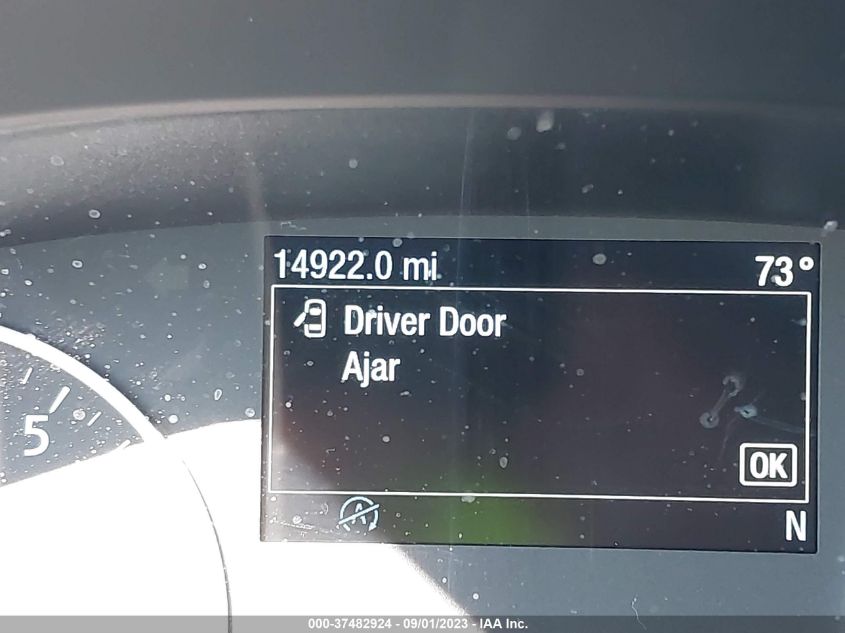 14922.0 mi 73°
Driver Door
Ajar
5
OK
A
N
000-37482924 - 09/01/2023 - IAA Inc.